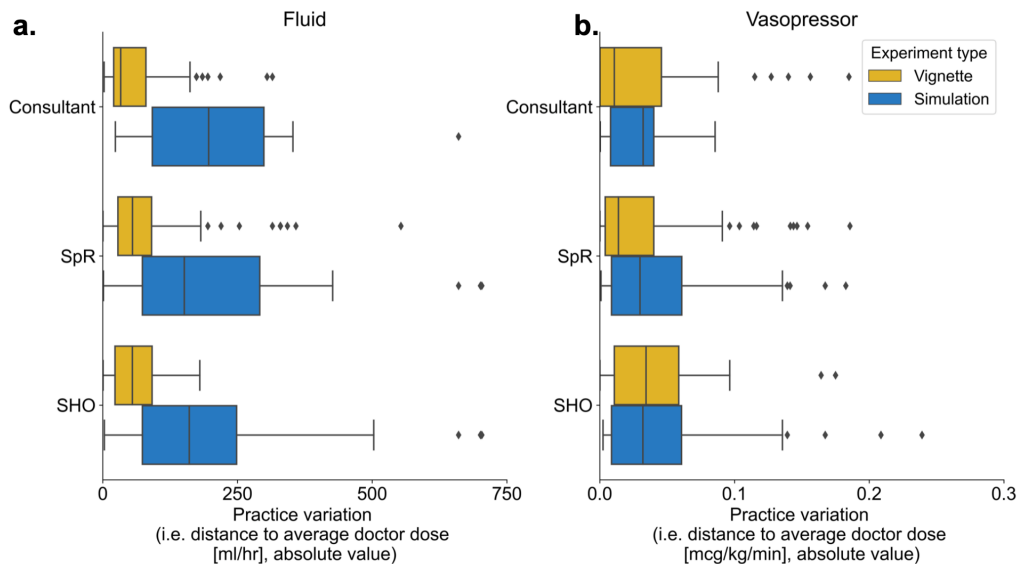 a.
Fluid
Consultant
SpR
SHO
0
250
500
750
Practice variation
(i.e. distance to average doctor dose
[ml/hr], absolute value)
b.
Vasopressor
Experiment type
Vignette
Simulation
Consultant
SpR
SHO
0.0
0.1
0.2
0.3
Practice variation
(i.e. distance to average doctor dose
[mcg/kg/min], absolute value)